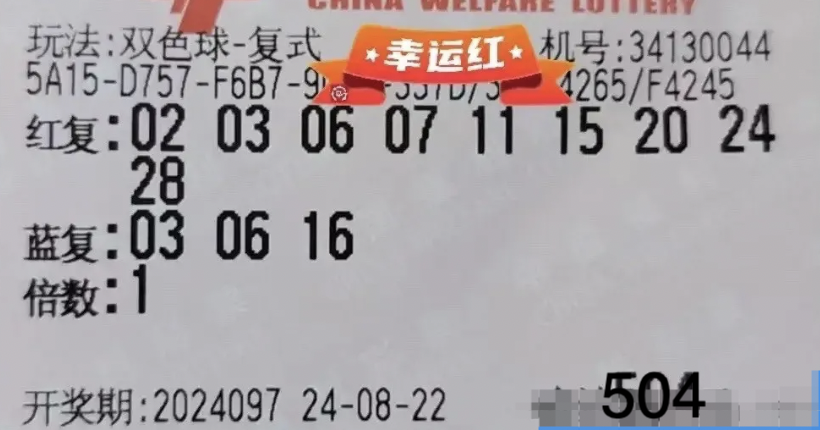 CHINA WELFARE LOTTERY
玩法:双色球-复式
幸运红
机号:34130044
5A15-D757-F6B7-9 4265/F4245
红复:02 03 06 07 11 15 20 24
28
蓝复:03 06 16
倍数:1
开奖期:2024097 24-08-22
504